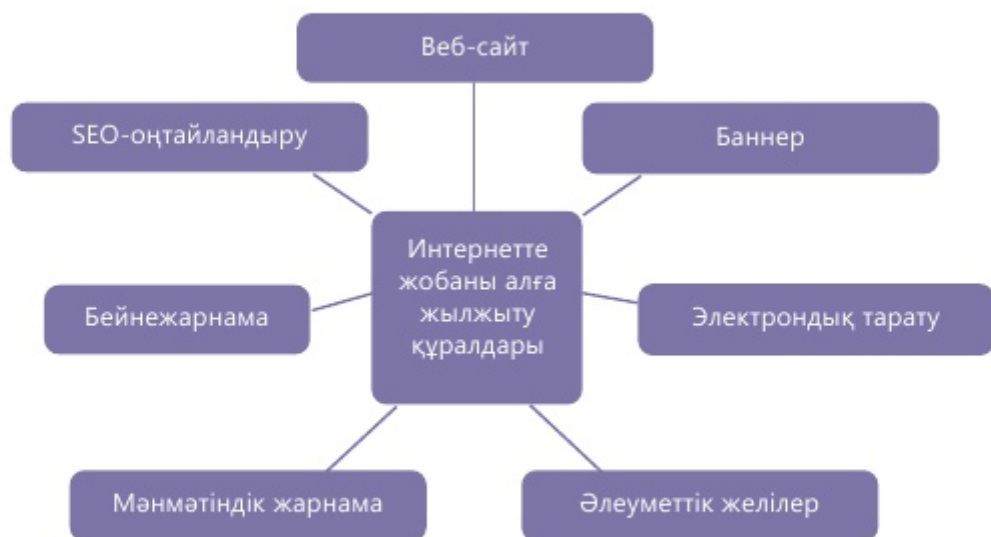 Веб-сайт
SEO-оңтайландыру
Баннер
Интернетте
жобаны алға
жылжыту
құралдары
Бейнежарнама
Электрондық тарату
Мәнмәтіндік жарнама
Әлеуметтік желілер